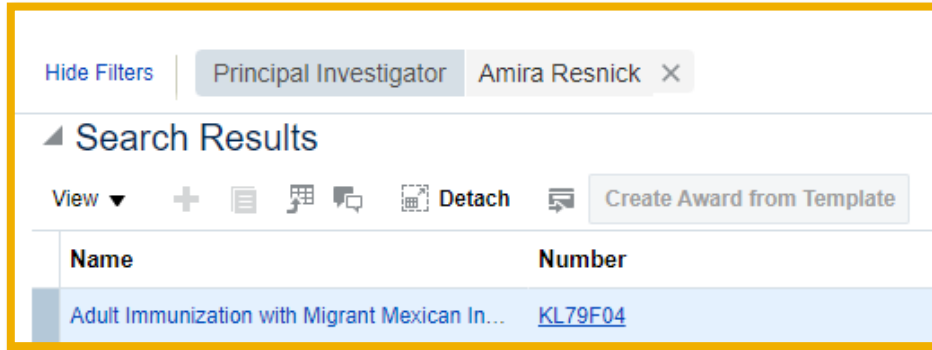 Hide Filters Principal Investigator Amira Resnick
Search Results
View Detach Create Award from Template
Name Number
Adult Immunization with Migrant Mexican In... KL79F04